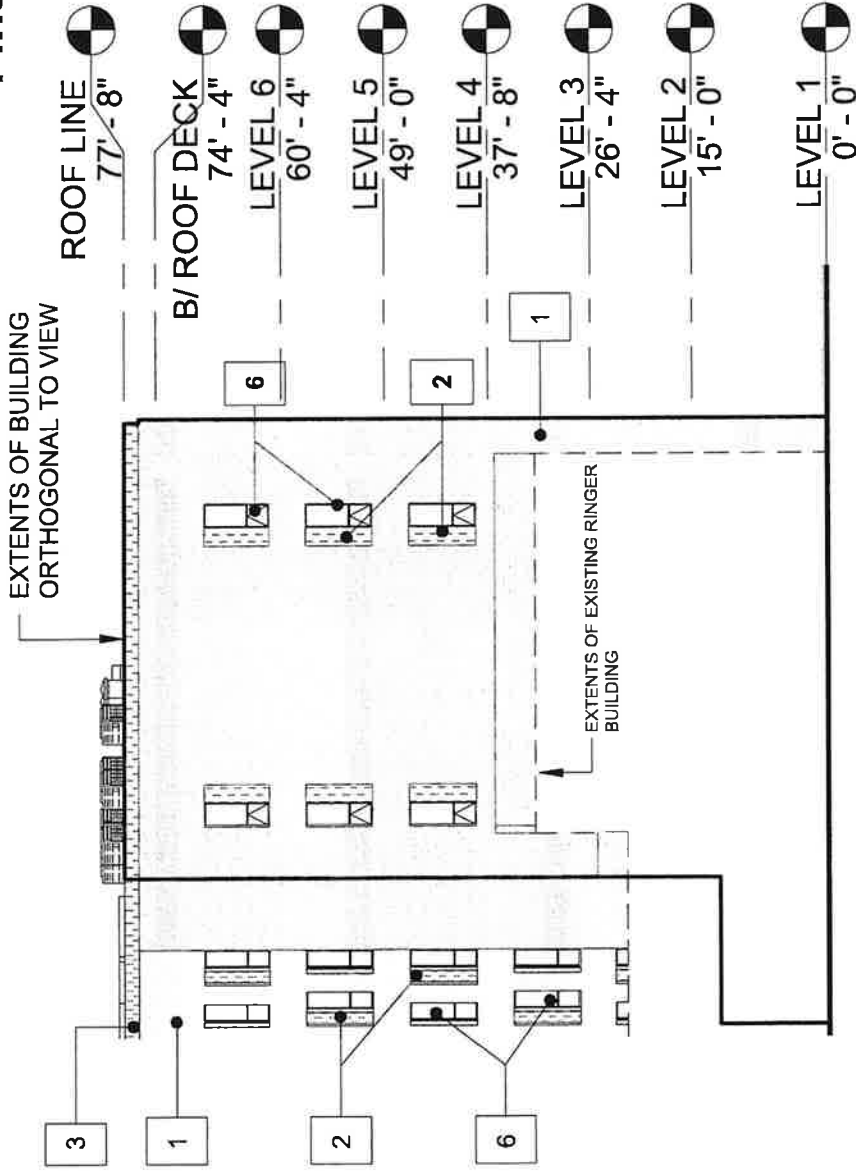 EXTENTS OF BUILDING
ORTHOGONAL TO VIEW
ROOF LINE
77' - 8"
B/ ROOF DECK
74' - 4"
LEVEL 6
60' - 4"
LEVEL 5
49' - 0"
LEVEL 4
37' - 8"
LEVEL 3
26' - 4"
LEVEL 2
15' - 0"
LEVEL 1
0' - 0"
6
2
1
EXTENTS OF EXISTING RINGER
BUILDING
3
1
2
6